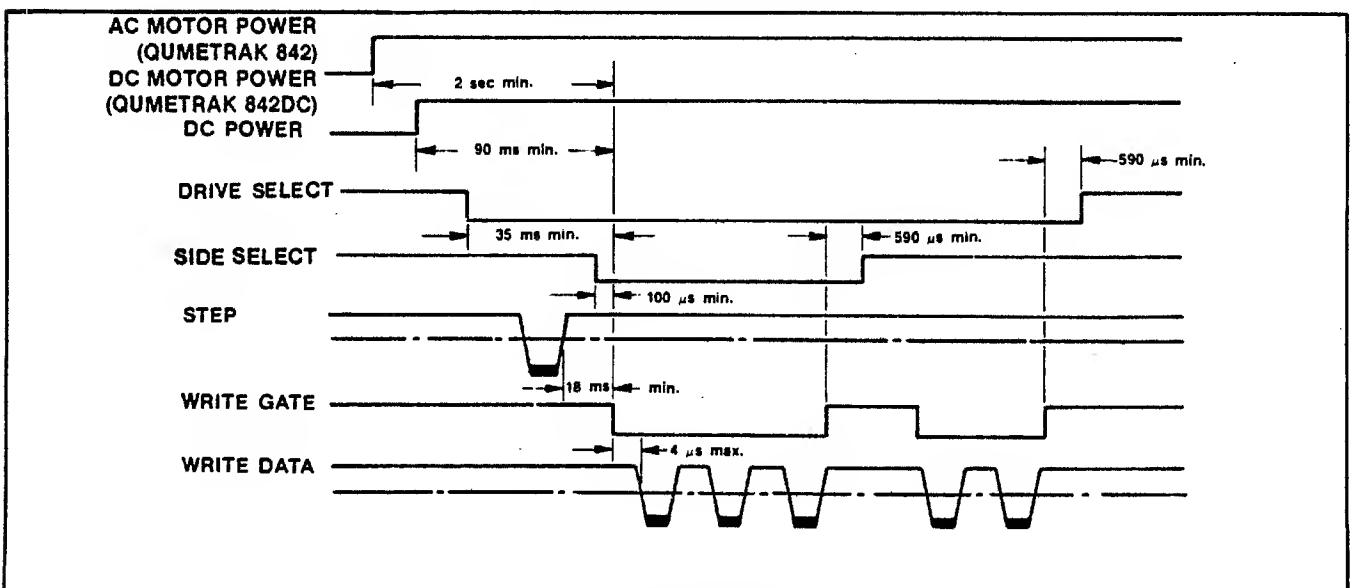 AC MOTOR POWER
(QUMETRAK 842)
DC MOTOR POWER
(QUMETRAK 842DC)
2 sec min.
DC POWER
90 ms min.
590 µs min.
DRIVE SELECT
35 ms min.
590 µs min.
SIDE SELECT
100 µs min.
STEP
18 ms min.
WRITE GATE
4 µs max.
WRITE DATA